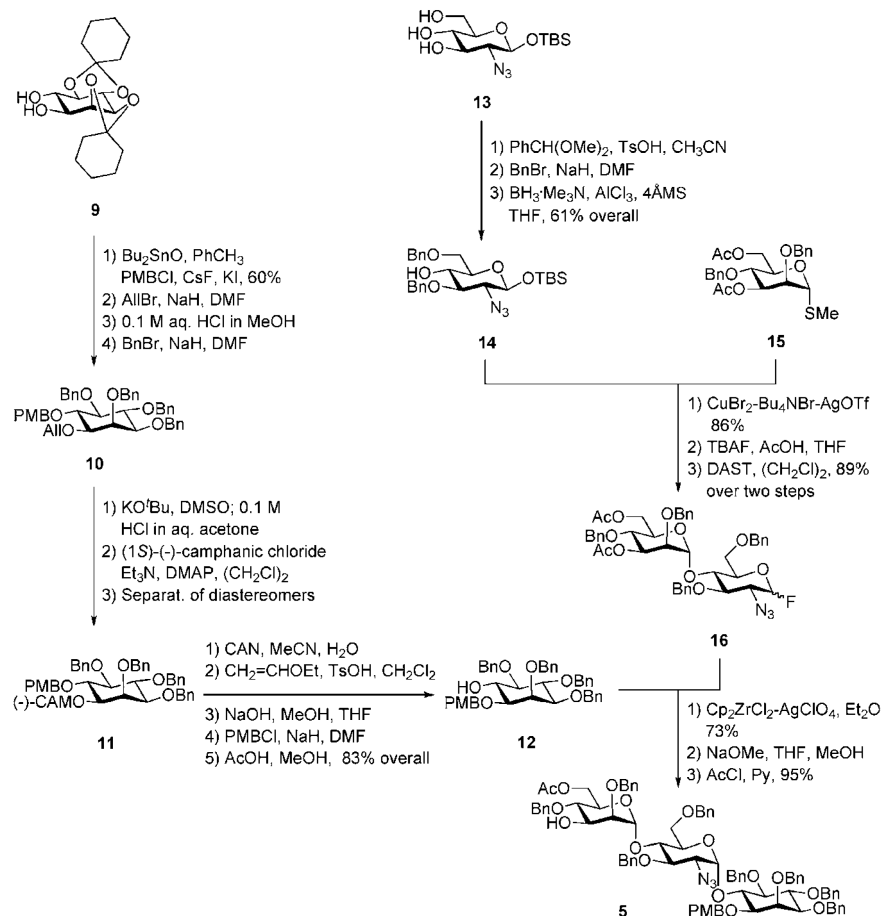 HO
HO
O
O
O
O
9
1) Bu2SnO, PhCH3
PMBCl, CsF, KI, 60%
2) AllBr, NaH, DMF
3) 0.1 M aq. HCl in MeOH
4) BnBr, NaH, DMF
BnO OBn
PMBO OBn
AllO OBn
10
1) KOtBu, DMSO; 0.1 M
HCl in aq. acetone
2) (1S)-(-)-camphanic chloride
Et3N, DMAP, (CH2Cl)2
3) Separat. of diastereomers
BnO OBn
PMBO OBn
(-)-CAMO OBn
11
1) CAN, MeCN, H2O
2) CH2=CHOEt, TsOH, CH2Cl2
3) NaOH, MeOH, THF
4) PMBCl, NaH, DMF
5) AcOH, MeOH, 83% overall
BnO OBn
HO OBn
PMBO OBn
12
HO
HO O
HO OTBS
N3
13
1) PhCH(OMe)2, TsOH, CH3CN
2) BnBr, NaH, DMF
3) BH3·Me3N, AlCl3, 4ÅMS
THF, 61% overall
BnO
HO O
BnO OTBS
N3
14
AcO OBn
BnO O
AcO
SMe
15
1) CuBr2-Bu4NBr-AgOTf
86%
2) TBAF, AcOH, THF
3) DAST, (CH2Cl)2, 89%
over two steps
AcO OBn
BnO O OBn
AcO
O O
BnO F
N3
16
1) Cp2ZrCl2-AgClO4, Et2O
73%
2) NaOMe, THF, MeOH
3) AcCl, Py, 95%
AcO OBn
BnO O OBn
HO
O O
BnO
N3 BnO OBn
O OBn
PMBO OBn
5